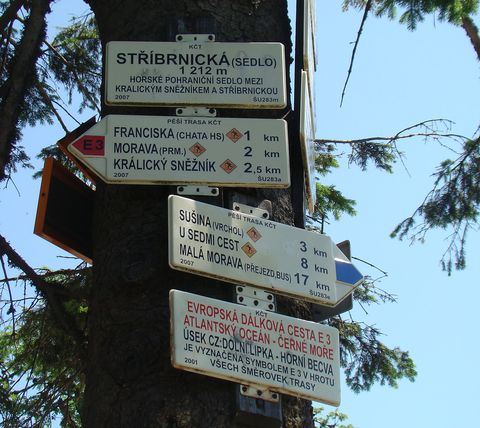 KČT
STŘÍBRNICKÁ (SEDLO)
1 212 m
HORSKÉ POHRANIČNÍ SEDLO MEZI
KRALICKÝM SNĚŽNÍKEM A STŘÍBRNICKOU
2007 ŠU283m
PĚŠÍ TRASA KČT
E 3
FRANCISKA (CHATA HS) 1 km
MORAVA (PRM.) 2 km
KRÁLICKÝ SNĚŽNÍK 2,5 km
2007 ŠU283a
PĚŠÍ TRASA KČT
SUŠINA (VRCHOL) 3 km
U SEDMI CEST 8 km
MALÁ MORAVA (PŘEJEZD,BUS) 17 km
2007 ŠU283e
KČT
EVROPSKÁ DÁLKOVÁ CESTA E 3
ATLANTSKÝ OCEÁN - ČERNÉ MOŘE
ÚSEK CZ:DOLNÍ LIPKA - HORNÍ BEČVA
JE VYZNAČENA SYMBOLEM E 3 V HROTU
2001 VŠECH SMĚROVEK TRASY